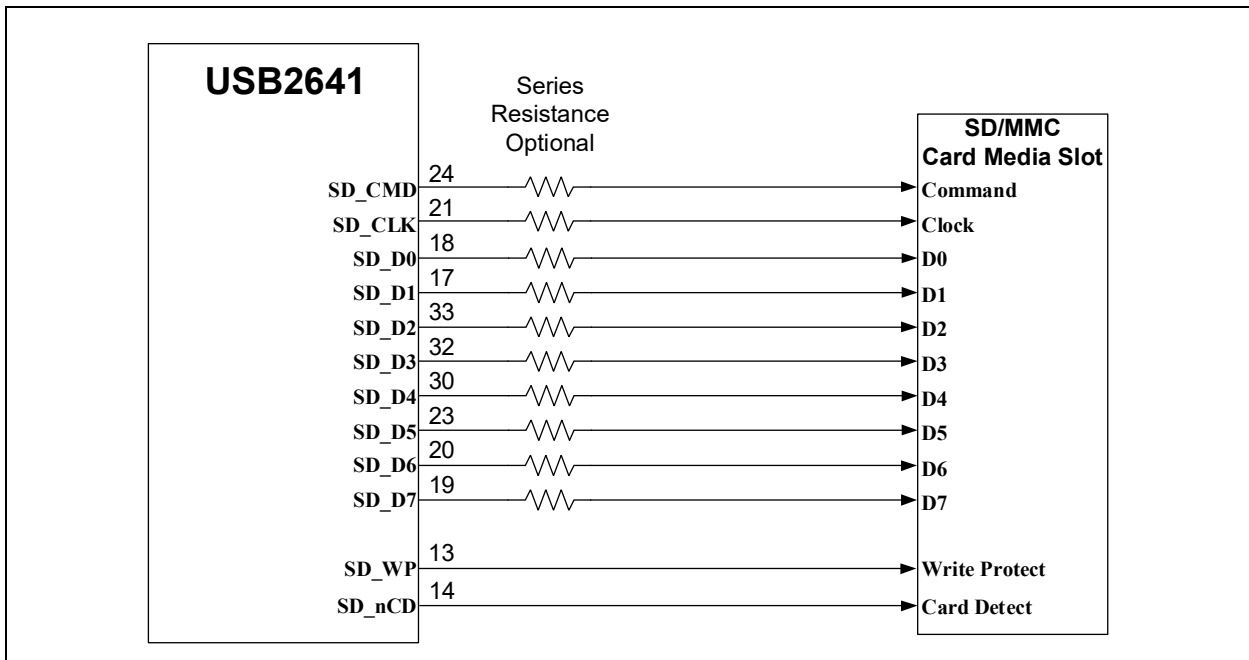 USB2641
Series
Resistance
Optional
SD/MMC
Card Media Slot
SD_CMD 24 Command
SD_CLK 21 Clock
SD_D0 18 D0
SD_D1 17 D1
SD_D2 33 D2
SD_D3 32 D3
SD_D4 30 D4
SD_D5 23 D5
SD_D6 20 D6
SD_D7 19 D7
SD_WP 13 Write Protect
SD_nCD 14 Card Detect